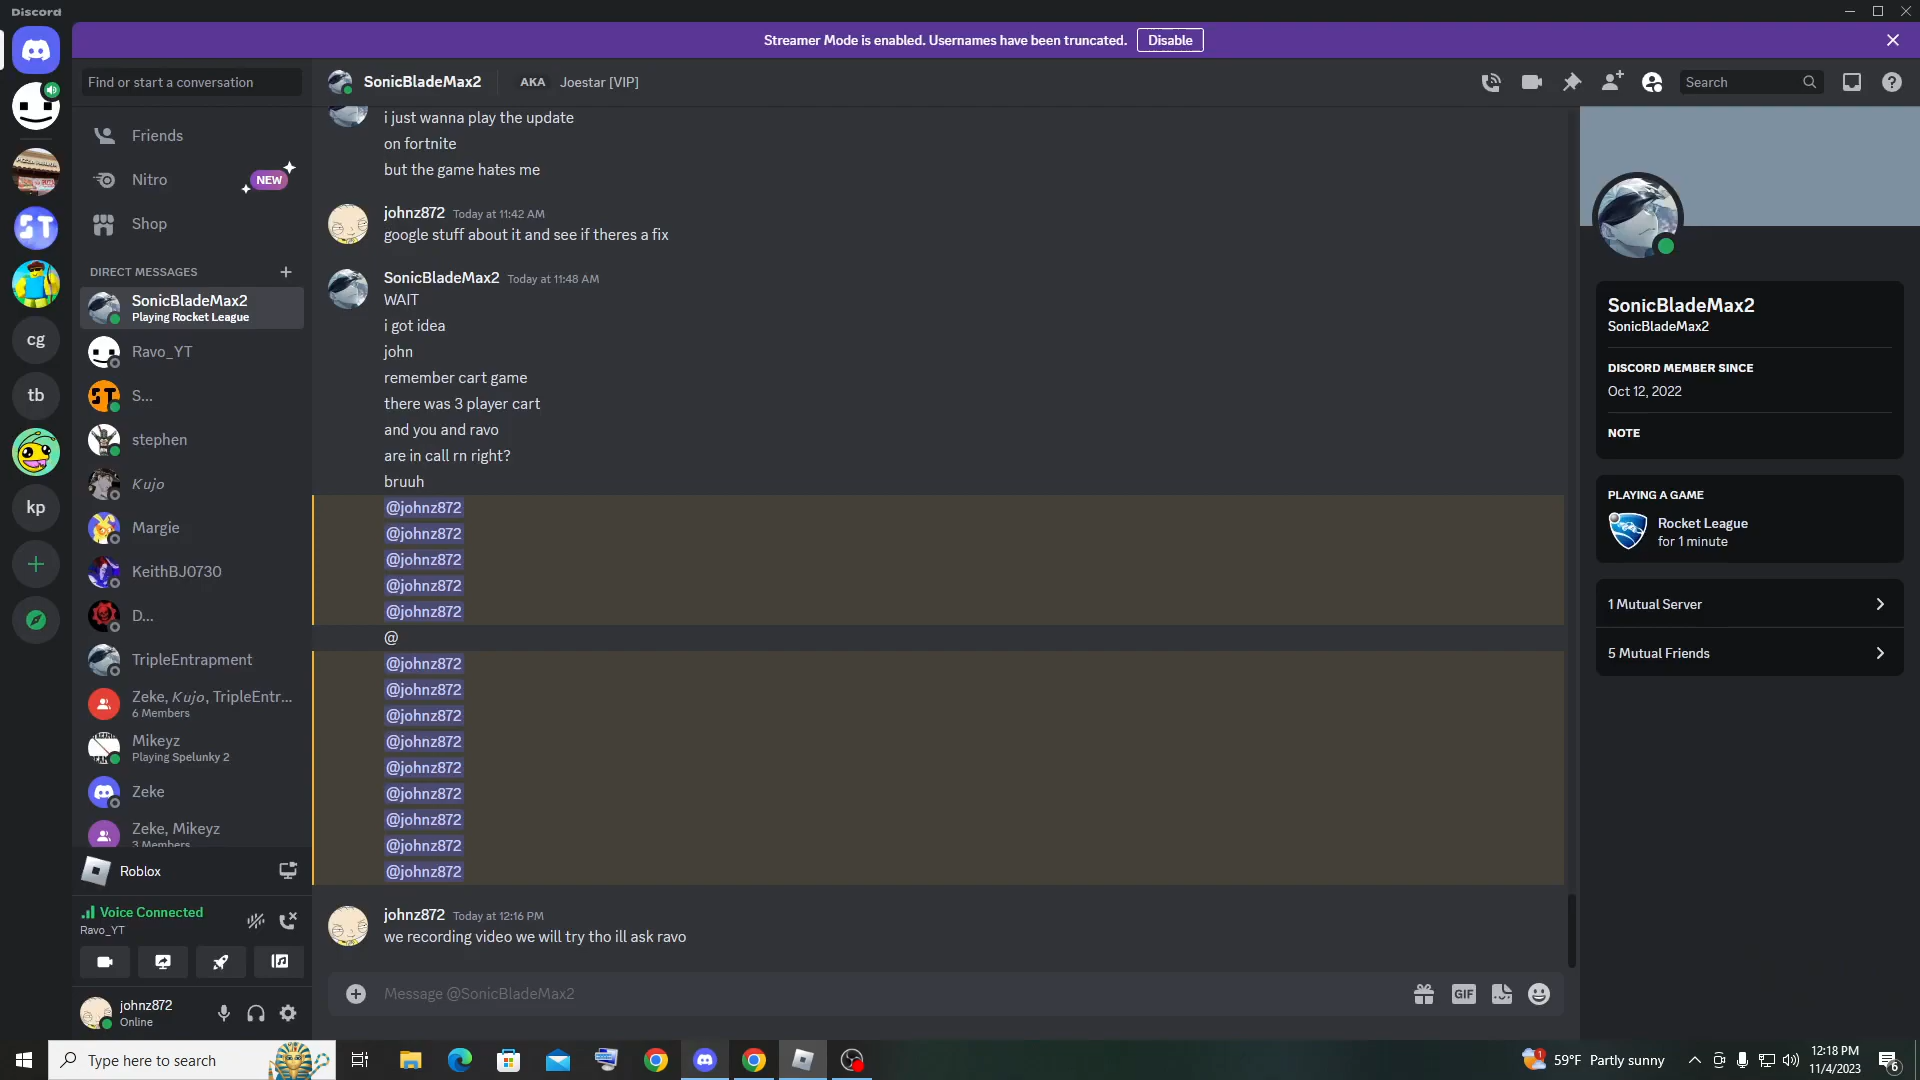 Discord
Streamer Mode is enabled. Usernames have been truncated.
Disable
Find or start a conversation
SonicBladeMax2
AKA
Joestar [VIP]
Search
Friends
Nitro
NEW
Shop
DIRECT MESSAGES
SonicBladeMax2
Playing Rocket League
Ravo_YT
S...
stephen
Kujo
Margie
KeithBJ0730
D...
TripleEntrapment
Zeke, Kujo, TripleEntr...
6 Members
Mikeyz
Playing Spelunky 2
Zeke
Zeke, Mikeyz
3 Members
Roblox
Voice Connected
Ravo_YT
johnz872
Online
ST
cg
tb
kp
i just wanna play the update
on fortnite
but the game hates me
johnz872 Today at 11:42 AM
google stuff about it and see if theres a fix
SonicBladeMax2 Today at 11:48 AM
WAIT
i got idea
john
remember cart game
there was 3 player cart
and you and ravo
are in call rn right?
bruuh
@johnz872
@johnz872
@johnz872
@johnz872
@johnz872
@
@johnz872
@johnz872
@johnz872
@johnz872
@johnz872
@johnz872
@johnz872
@johnz872
@johnz872
johnz872 Today at 12:16 PM
we recording video we will try tho ill ask ravo
Message @SonicBladeMax2
GIF
SonicBladeMax2
SonicBladeMax2
DISCORD MEMBER SINCE
Oct 12, 2022
NOTE
PLAYING A GAME
Rocket League
for 1 minute
1 Mutual Server
5 Mutual Friends
Type here to search
1
59°F Partly sunny
12:18 PM
11/4/2023
6